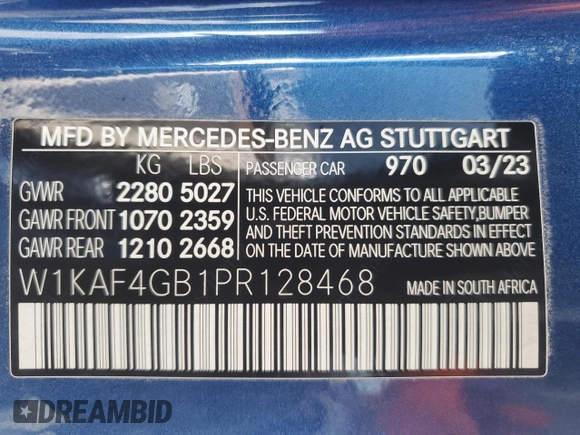 MFD BY MERCEDES-BENZ AG STUTTGART
KG LBS PASSENGER CAR 970 03/23
GVWR 2280 5027
GAWR FRONT 1070 2359
GAWR REAR 1210 2668
THIS VEHICLE CONFORMS TO ALL APPLICABLE
U.S. FEDERAL MOTOR VEHICLE SAFETY,BUMPER
AND THEFT PREVENTION STANDARDS IN EFFECT
ON THE DATE OF MANUFACTURE SHOWN ABOVE.
W1KAF4GB1PR128468 MADE IN SOUTH AFRICA
DREAMBID